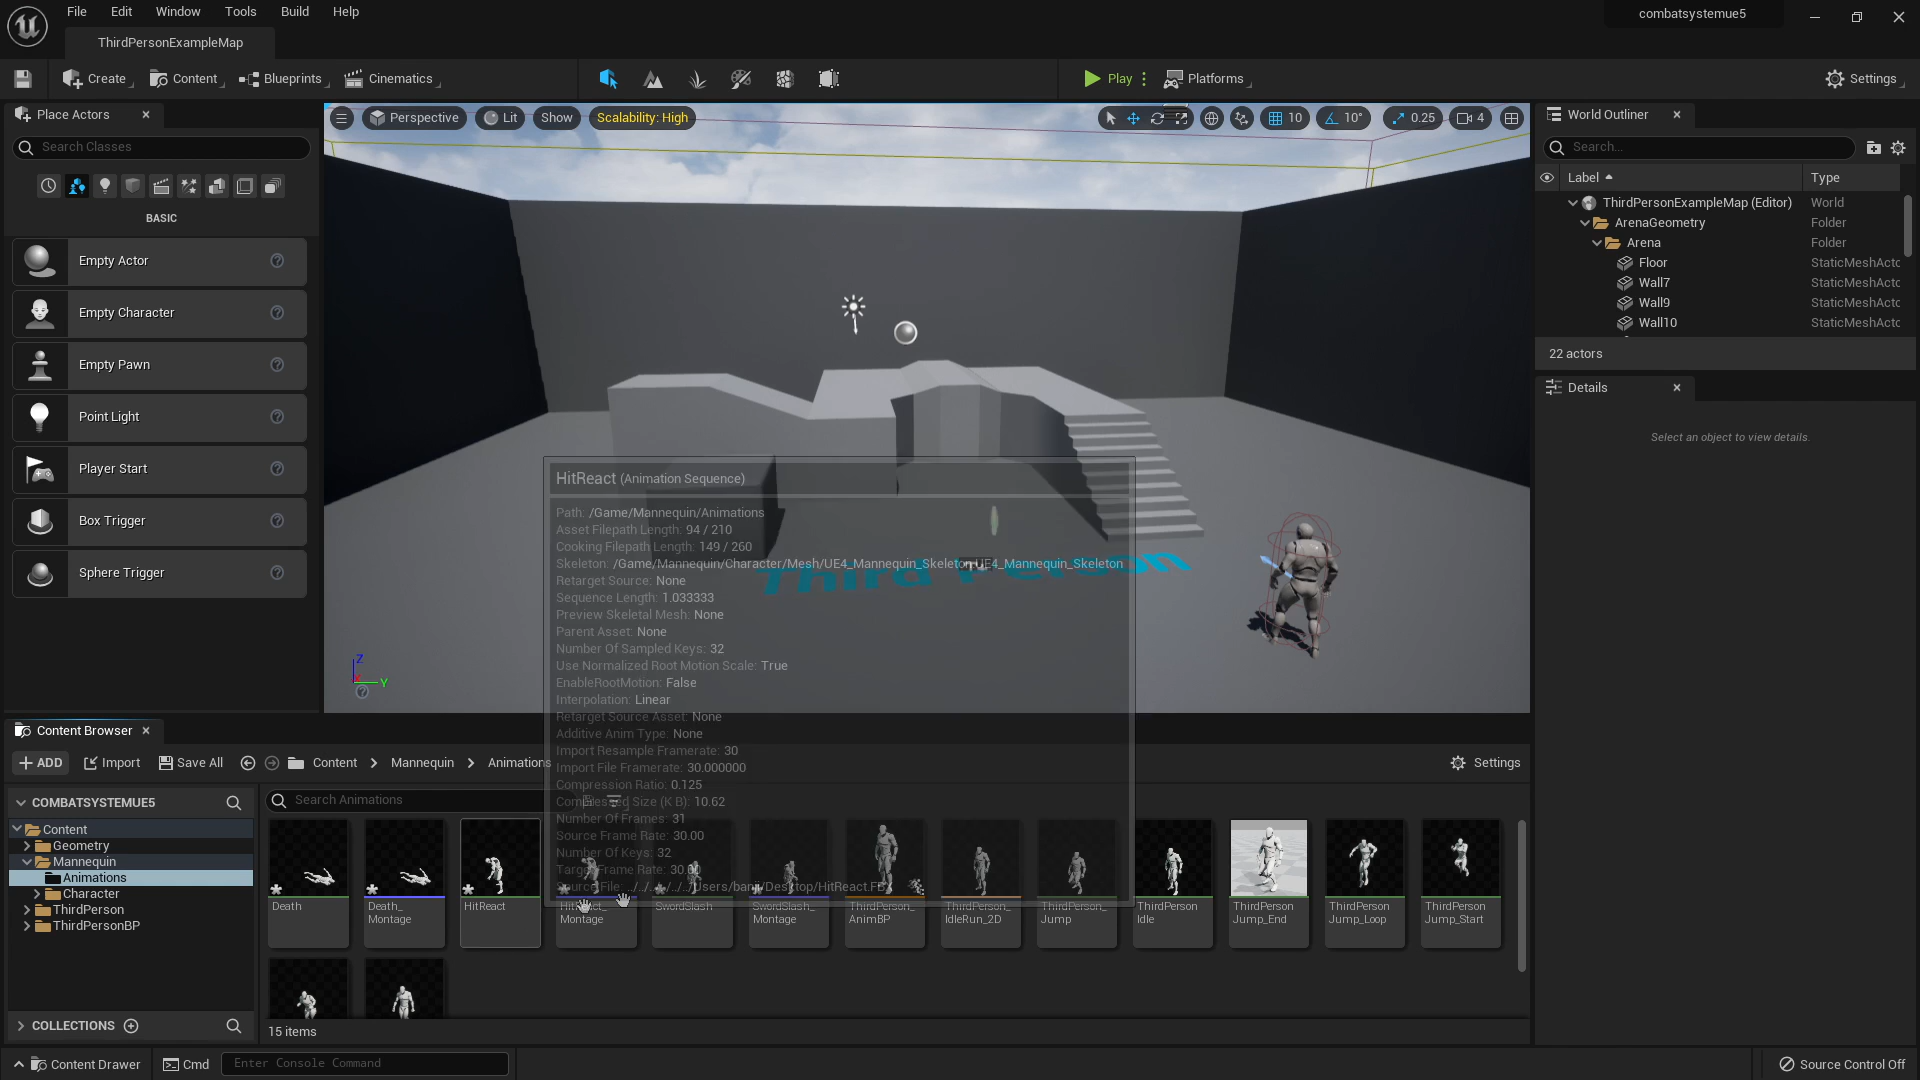 File
Edit
Window
Tools
Build
Help
combatsystemue5
ThirdPersonExampleMap
Create
Content
Blueprints
Cinematics
Play
Platforms
Settings
Place Actors
Search Classes
BASIC
Empty Actor
Empty Character
Empty Pawn
Point Light
Player Start
Box Trigger
Sphere Trigger
Perspective
Lit
Show
Scalability: High
10
10°
0.25
4
Third Person
Z
X
Y
HitReact (Animation Sequence)
Path: /Game/Mannequin/Animations
Asset Filepath Length: 94 / 210
Cooking Filepath Length: 149 / 260
Skeleton: /Game/Mannequin/Character/Mesh/UE4_Mannequin_Skeleton.UE4_Mannequin_Skeleton
Retarget Source: None
Sequence Length: 1.033333
Preview Skeletal Mesh: None
Parent Asset: None
Number Of Sampled Keys: 32
Use Normalized Root Motion Scale: True
EnableRootMotion: False
Interpolation: Linear
Retarget Source Asset: None
Additive Anim Type: None
Import Resample Framerate: 30
Import File Framerate: 30.000000
Compression Ratio: 0.125
Compressed Size (K B): 10.62
Number Of Frames: 31
Source Frame Rate: 30.00
Number Of Keys: 32
Target Frame Rate: 30.00
World Outliner
Search...
Label
Type
ThirdPersonExampleMap (Editor)
World
ArenaGeometry
Folder
Arena
Folder
Floor
StaticMeshActo
Wall7
StaticMeshActo
Wall9
StaticMeshActo
Wall10
StaticMeshActo
22 actors
Details
Select an object to view details.
Content Browser
ADD
Import
Save All
Content
Mannequin
Animations
Settings
COMBATSYSTEMUE5
Content
Geometry
Mannequin
Animations
Character
ThirdPerson
ThirdPersonBP
COLLECTIONS
Search Animations
Death
Death_
Montage
HitReact
HitReact_
Montage
SwordSlash
SwordSlash_
Montage
ThirdPerson_
AnimBP
ThirdPerson_
IdleRun_2D
ThirdPerson_
Jump
ThirdPerson
Idle
ThirdPerson
Jump_End
ThirdPerson
Jump_Loop
ThirdPerson
Jump_Start
15 items
Content Drawer
Cmd
Enter Console Command
Source Control Off